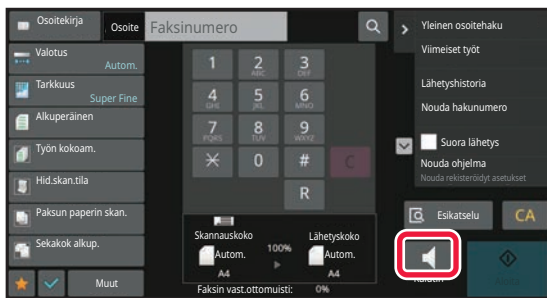 Osoitekirja
Osoite
Faksinumero
Yleinen osoitehaku
Valotus
Autom.
Viimeiset työt
Tarkkuus
Super Fine
Lähetyshistoria
Nouda hakunumero
Alkuperäinen
Työn kokoam.
Suora lähetys
Hid.skan.tila
Nouda ohjelma
Nouda rekisteröidyt asetukset
Paksun paperin skan.
Sekakok alkup.
Muut
1
2
ABC
3
DEF
4
GHI
5
JKL
6
MNO
7
PQRS
8
TUV
9
WXYZ
0
#
C
R
Skannauskoko
Lähetyskoko
100%
Autom.
Autom.
A4
A4
Faksin vast.ottomuisti: 0%
Esikatselu
CA
Kaiutin